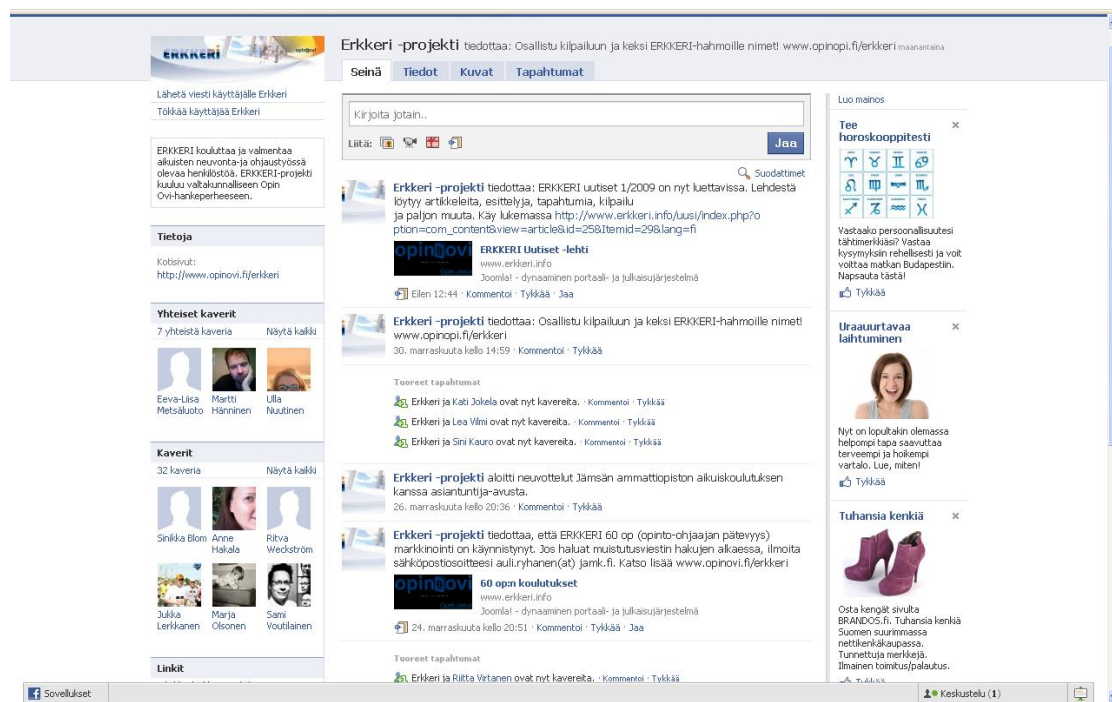 ERKKERI
opinovi
Erkkeri -projekti tiedottaa: Osallistu kilpailuun ja keksi ERKKERI-hahmoille nimet! www.opinopi.fi/erkkeri maanantaina
Seinä Tiedot Kuvat Tapahtumat
Lähetä viesti käyttäjälle Erkkeri
Tökkää käyttäjää Erkkeri
ERKKERI kouluttaa ja valmentaa
aikuisten neuvonta-ja ohjaustyössä
olevaa henkilöstöä. ERKKERI-projekti
kuuluu valtakunnalliseen Opin
Ovi-hankeperheeseen.
Tietoja
Kotisivut:
http://www.opinovi.fi/erkkeri
Yhteiset kaverit
7 yhteistä kaveria Näytä kaikki
Eeva-Liisa
Metsäluoto
Martti
Hänninen
Ulla
Nuutinen
Kaverit
32 kaveria Näytä kaikki
Sinikka Blom
Anne
Hakala
Ritva
Weckström
Jukka
Lerkkanen
Marja
Olsonen
Sami
Voutilainen
Linkit
Kirjoita jotain..
Liitä:
Jaa
Suodattimet
Erkkeri -projekti tiedottaa: ERKKERI uutiset 1/2009 on nyt luettavissa. Lehdestä
löytyy artikkeleita, esittelyja, tapahtumia, kilpailu
ja paljon muuta. Käy lukemassa http://www.erkkeri.info/uusi/index.php?o
ption=com_content&view=article&id=25&Itemid=29&lang=fi
opinovi
ERKKERI Uutiset -lehti
www.erkkeri.info
Joomla! - dynaaminen portaali- ja julkaisujärjestelmä
Eilen 12:44 · Kommentoi · Tykkää · Jaa
Erkkeri -projekti tiedottaa: Osallistu kilpailuun ja keksi ERKKERI-hahmoille nimet!
www.opinopi.fi/erkkeri
30. marraskuuta kello 14:59 · Kommentoi · Tykkää
Tuoreet tapahtumat
Erkkeri ja Kati Jokela ovat nyt kavereita. · Kommentoi · Tykkää
Erkkeri ja Lea Vilmi ovat nyt kavereita. · Kommentoi · Tykkää
Erkkeri ja Sini Kauro ovat nyt kavereita. · Kommentoi · Tykkää
Erkkeri -projekti aloitti neuvottelut Jämsän ammattiopiston aikuiskoulutuksen
kanssa asiantuntija-avusta.
26. marraskuuta kello 20:36 · Kommentoi · Tykkää
Erkkeri -projekti tiedottaa, että ERKKERI 60 op (opinto-ohjaajan pätevyys)
markkinointi on käynnistynyt. Jos haluat muistutusviestin hakujen alkaessa, ilmoita
sähköpostiosoitteesi auli.ryhanen(at) jamk.fi. Katso lisää www.opinovi.fi/erkkeri
opinovi
60 op:n koulutukset
www.erkkeri.info
Joomla! - dynaaminen portaali- ja julkaisujärjestelmä
24. marraskuuta kello 20:51 · Kommentoi · Tykkää · Jaa
Tuoreet tapahtumat
Erkkeri ja Riitta Virtanen ovat nyt kavereita. · Kommentoi · Tykkää
Luo mainos
Tee
horoskooppitesti
Vastaako persoonallisuutesi
tähtimerkkiäsi? Vastaa
kysymyksiin rehellisesti ja voit
voittaa matkan Budapestiin.
Napsauta tästä!
Tykkää
Uraauurtavaa
laihtuminen
Nyt on lopultakin olemassa
helpompi tapa saavuttaa
terveempi ja hoikempi
vartalo. Lue, miten!
Tykkää
Tuhansia kenkiä
Osta kengät sivulta
BRANDOS.fi. Tuhansia kenkiä
Suomen suurimmassa
nettikenkäkaupassa.
Tunnettuja merkkejä.
Ilmainen toimitus/palautus.
Tykkää
Sovellukset
Keskustelu (1)